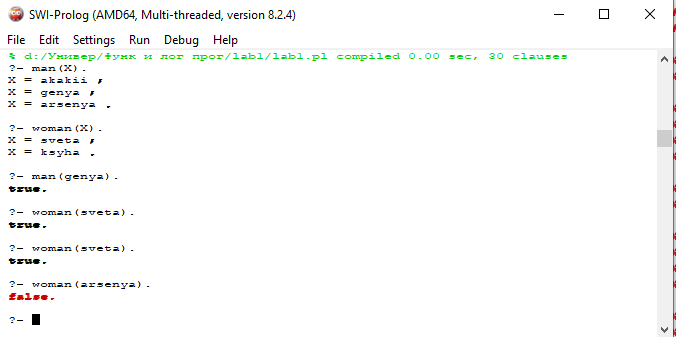 SWI-Prolog (AMD64, Multi-threaded, version 8.2.4)
File Edit Settings Run Debug Help
% d:/Универ/функ и лог прог/lab1/lab1.pl compiled 0.00 sec, 30 clauses
?- man(X).
X = akakii ;
X = genya ;
X = arsenya .
?- woman(X).
X = sveta ;
X = ksyha .
?- man(genya).
true.
?- woman(sveta).
true.
?- woman(sveta).
true.
?- woman(arsenya).
false.
?-